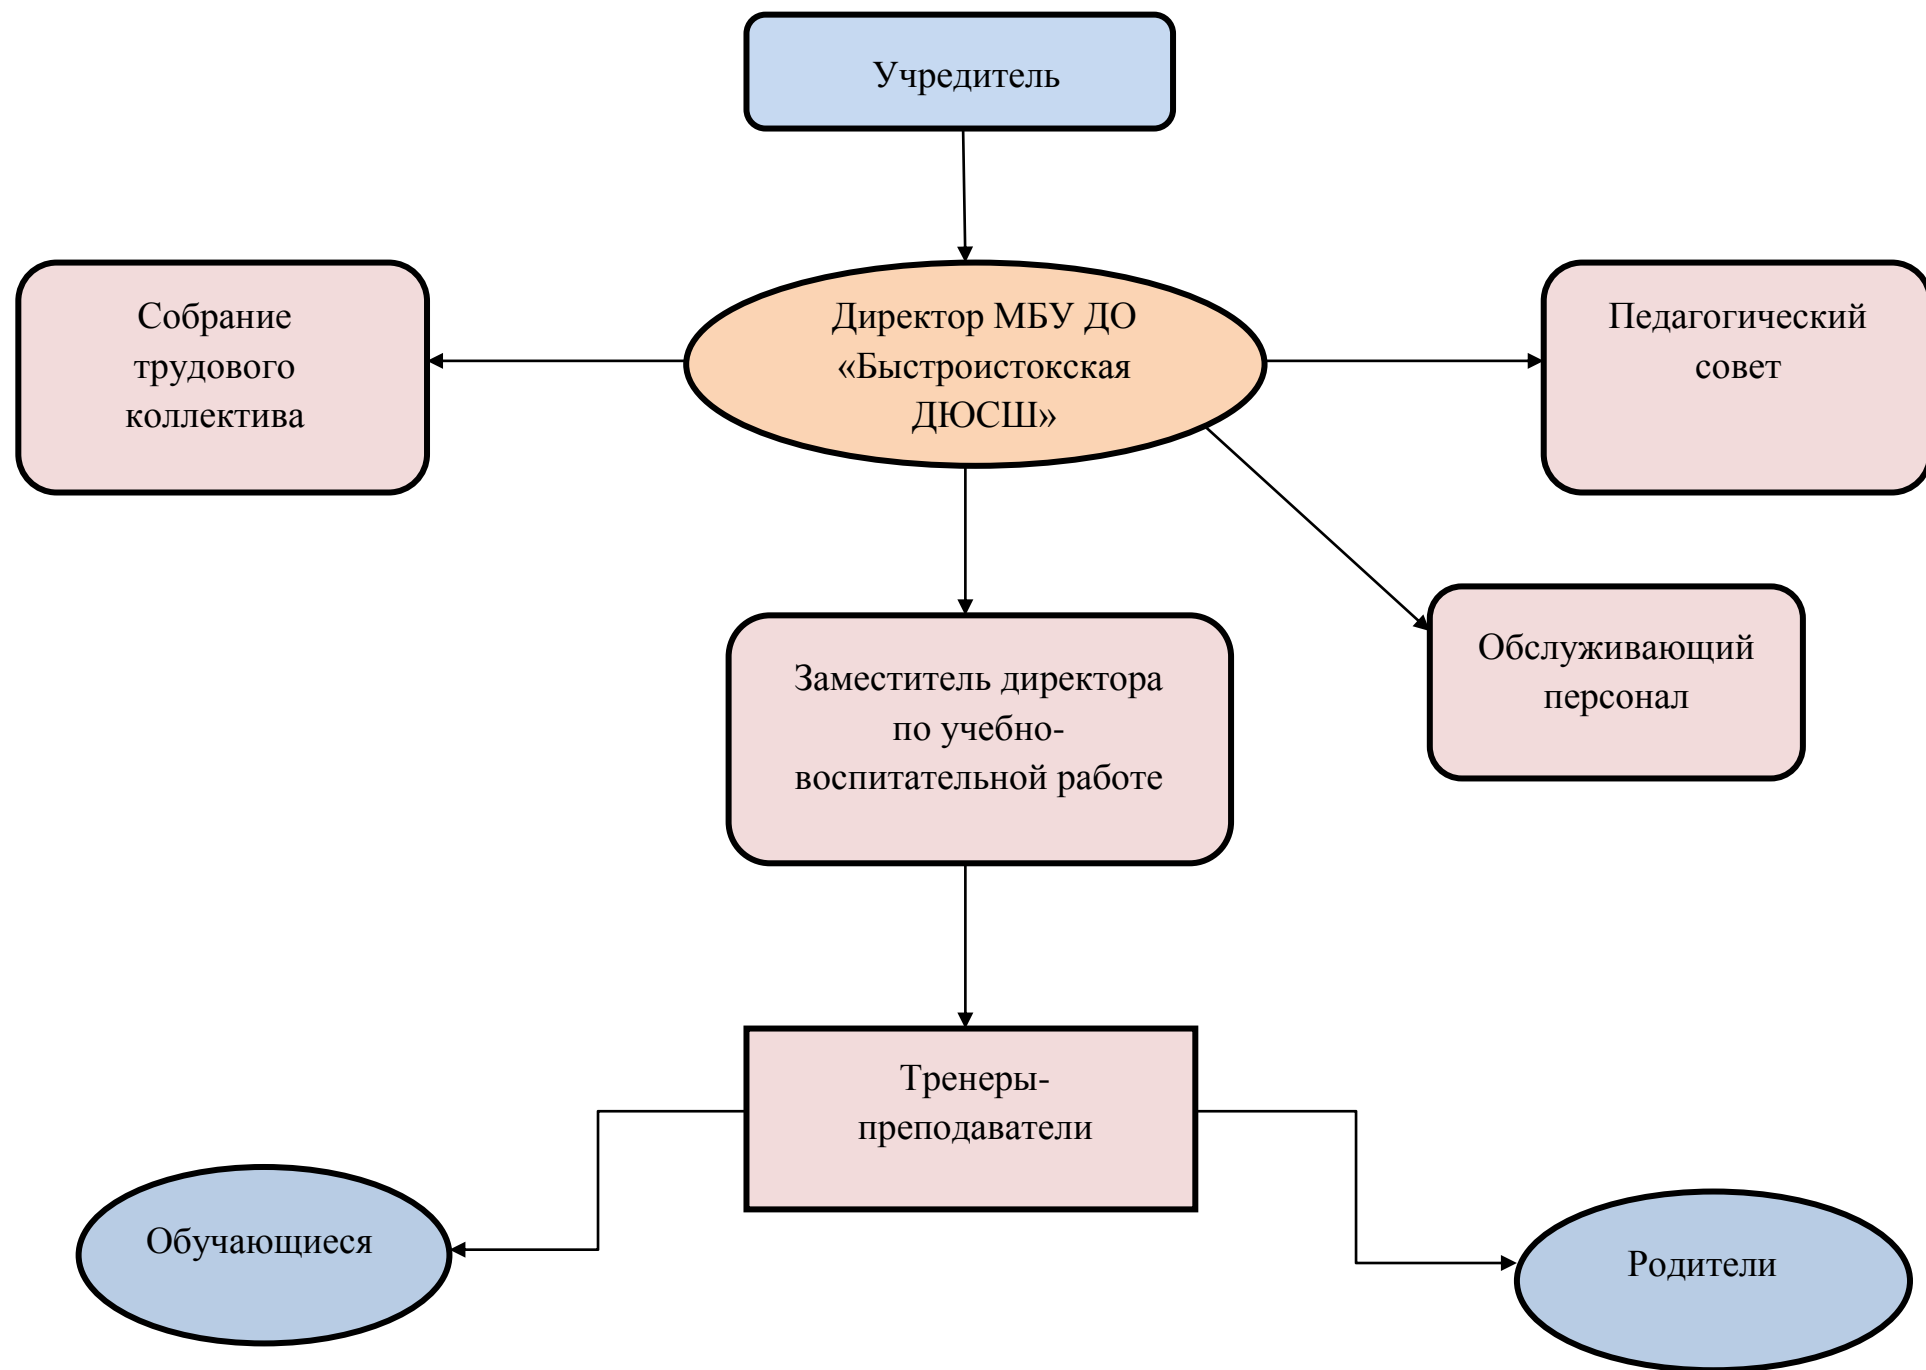 Учредитель
Собрание
трудового
коллектива
Директор МБУ ДО
«Быстроистокская
ДЮСШ»
Педагогический
совет
Обслуживающий
персонал
Заместитель директора
по учебно-
воспитательной работе
Тренеры-
преподаватели
Обучающиеся
Родители